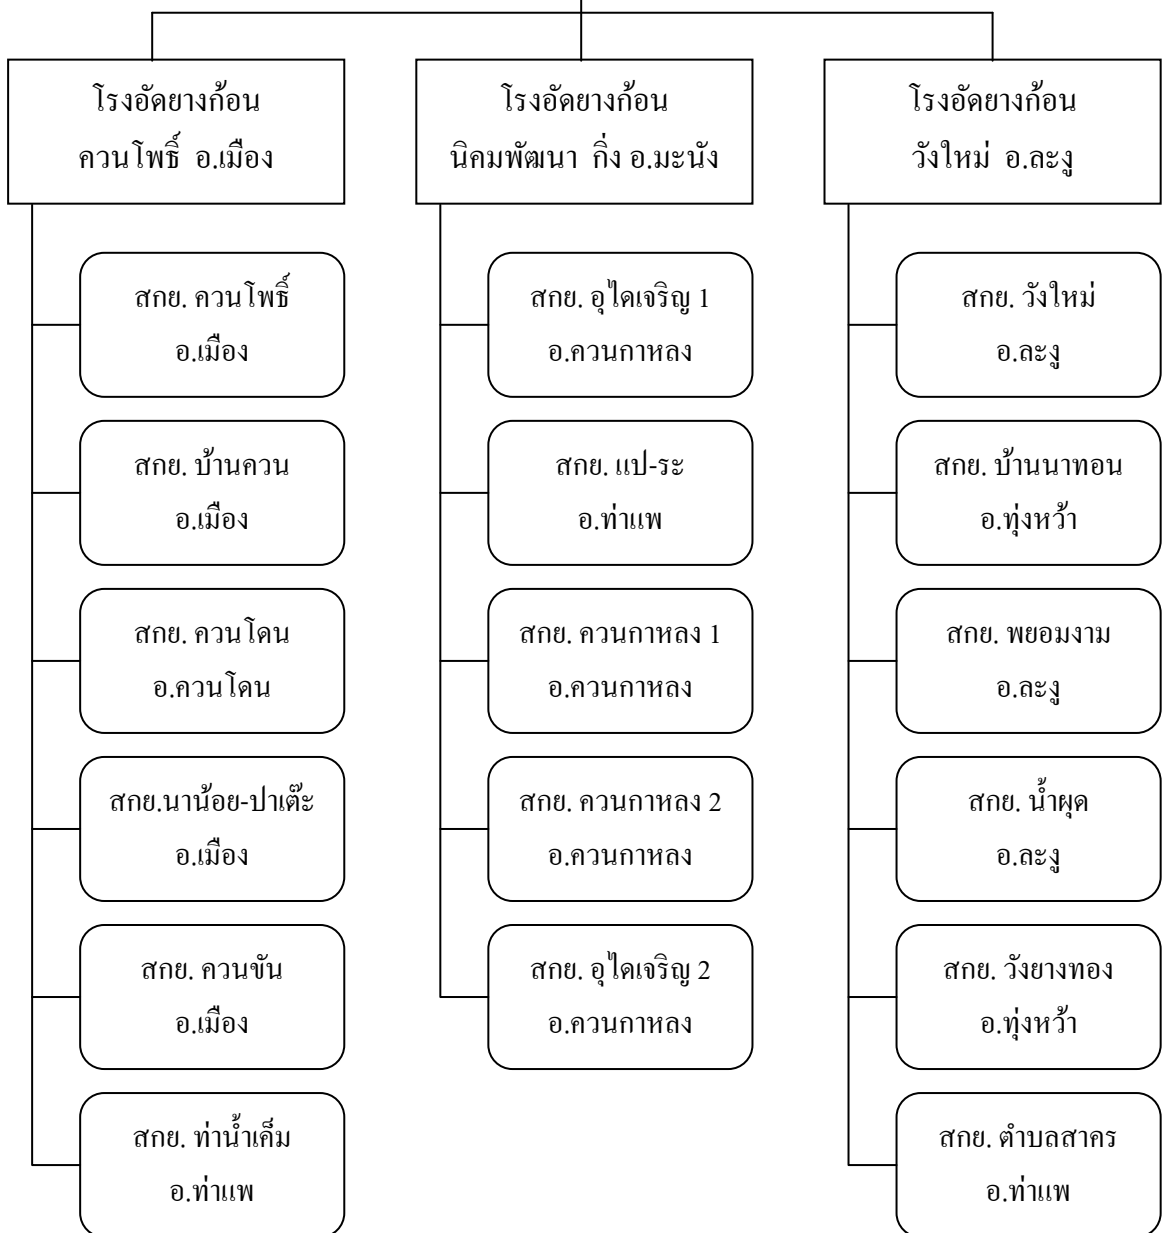 โรงอัดยางก้อน
ควนโพธิ์ อ.เมือง
สกย. ควนโพธิ์
อ.เมือง
สกย. บ้านควน
อ.เมือง
สกย. ควนโดน
อ.ควนโดน
สกย.นาน้อย-ปาเต๊ะ
อ.เมือง
สกย. ควนขัน
อ.เมือง
สกย. ท่าน้ำเค็ม
อ.ท่าแพ
โรงอัดยางก้อน
นิคมพัฒนา กิ่ง อ.มะนัง
สกย. อุไดเจริญ 1
อ.ควนกาหลง
สกย. แป-ระ
อ.ท่าแพ
สกย. ควนกาหลง 1
อ.ควนกาหลง
สกย. ควนกาหลง 2
อ.ควนกาหลง
สกย. อุไดเจริญ 2
อ.ควนกาหลง
โรงอัดยางก้อน
วังใหม่ อ.ละงู
สกย. วังใหม่
อ.ละงู
สกย. บ้านนาทอน
อ.ทุ่งหว้า
สกย. พยอมงาม
อ.ละงู
สกย. น้ำผุด
อ.ละงู
สกย. วังยางทอง
อ.ทุ่งหว้า
สกย. ตำบลสาคร
อ.ท่าแพ